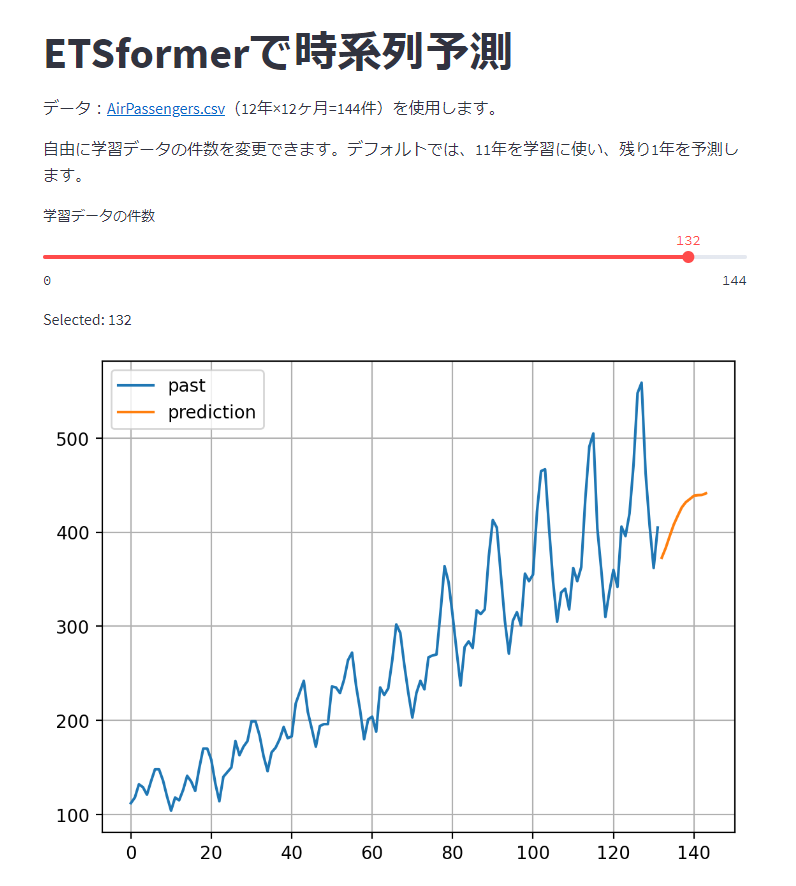 ETSformerで時系列予測
データ：AirPassengers.csv（12年×12ヶ月=144件）を使用します。
自由に学習データの件数を変更できます。デフォルトでは、11年を学習に使い、残り1年を予測し
ます。
学習データの件数
132
0 144
Selected: 132
past
prediction
500
400
300
200
100
0 20 40 60 80 100 120 140